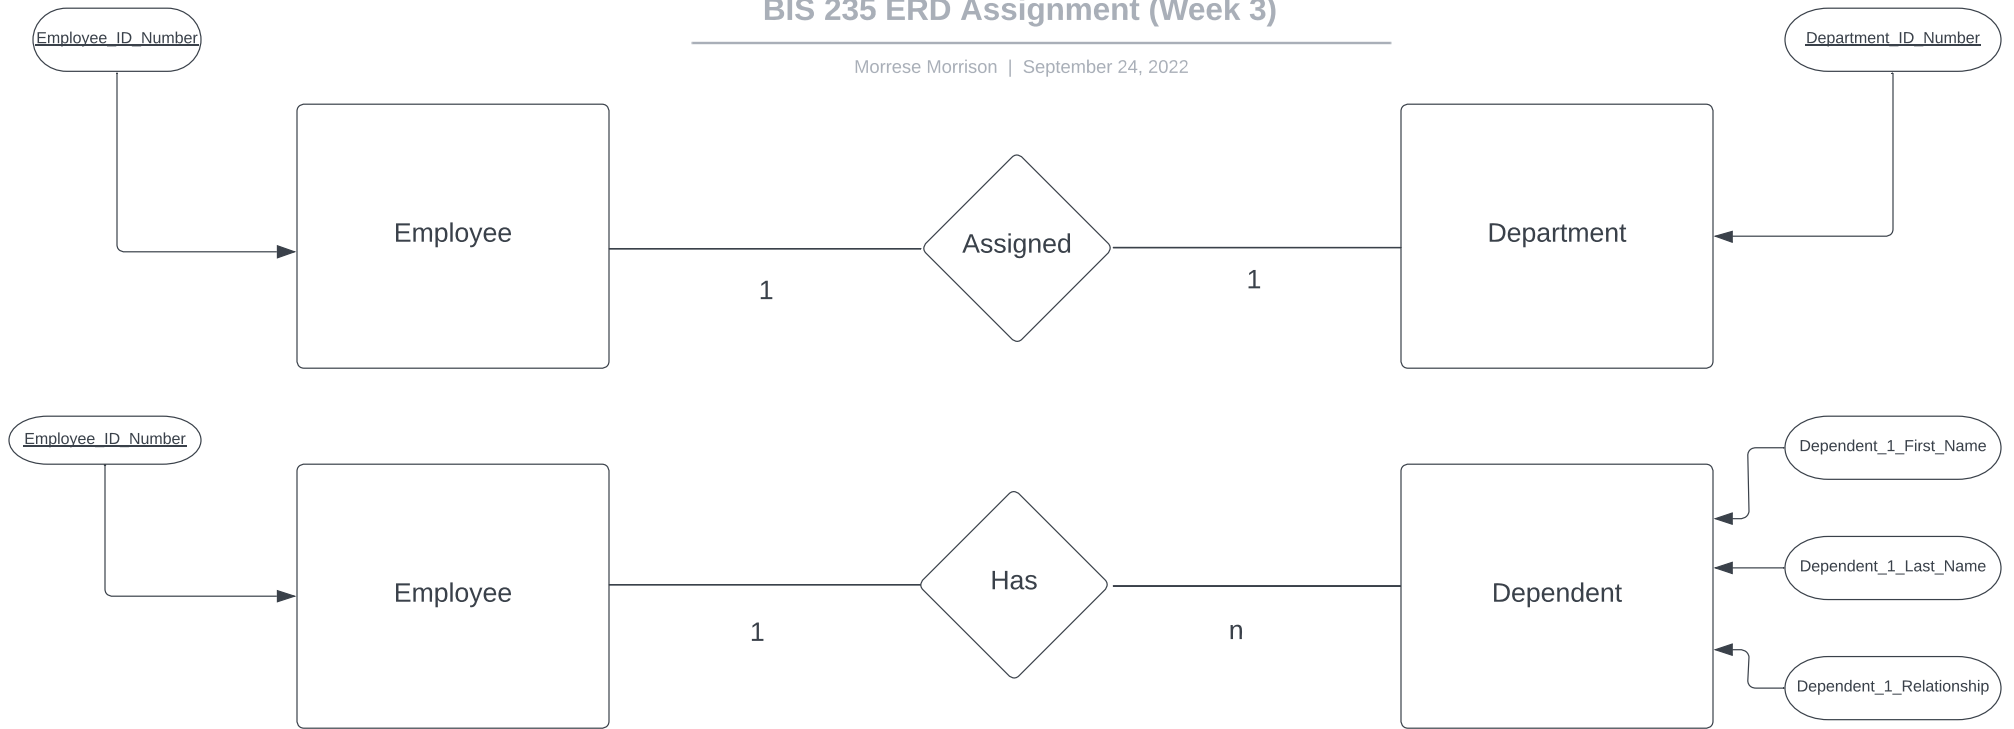 BIS 235 ERD Assignment (Week 3)
Morrese Morrison | September 24, 2022
Employee_ID_Number
Department_ID_Number
Employee
Assigned
Department
1
1
Employee_ID_Number
Dependent_1_First_Name
Employee
Has
Dependent
Dependent_1_Last_Name
1
n
Dependent_1_Relationship